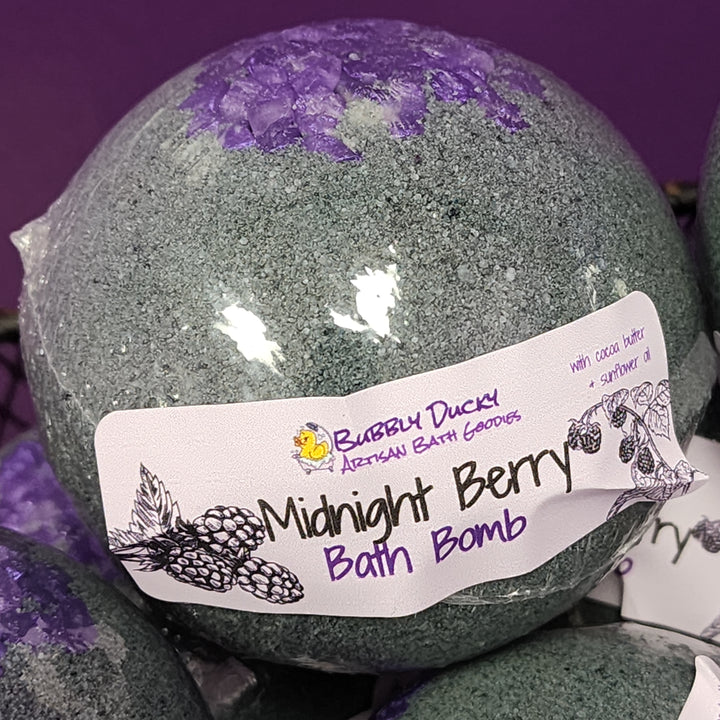 with cocoa butter
+ sunflower oil
BUBBLY DUCKY
ARTISAN BATH GOODIES
Midnight Berry
Bath Bomb